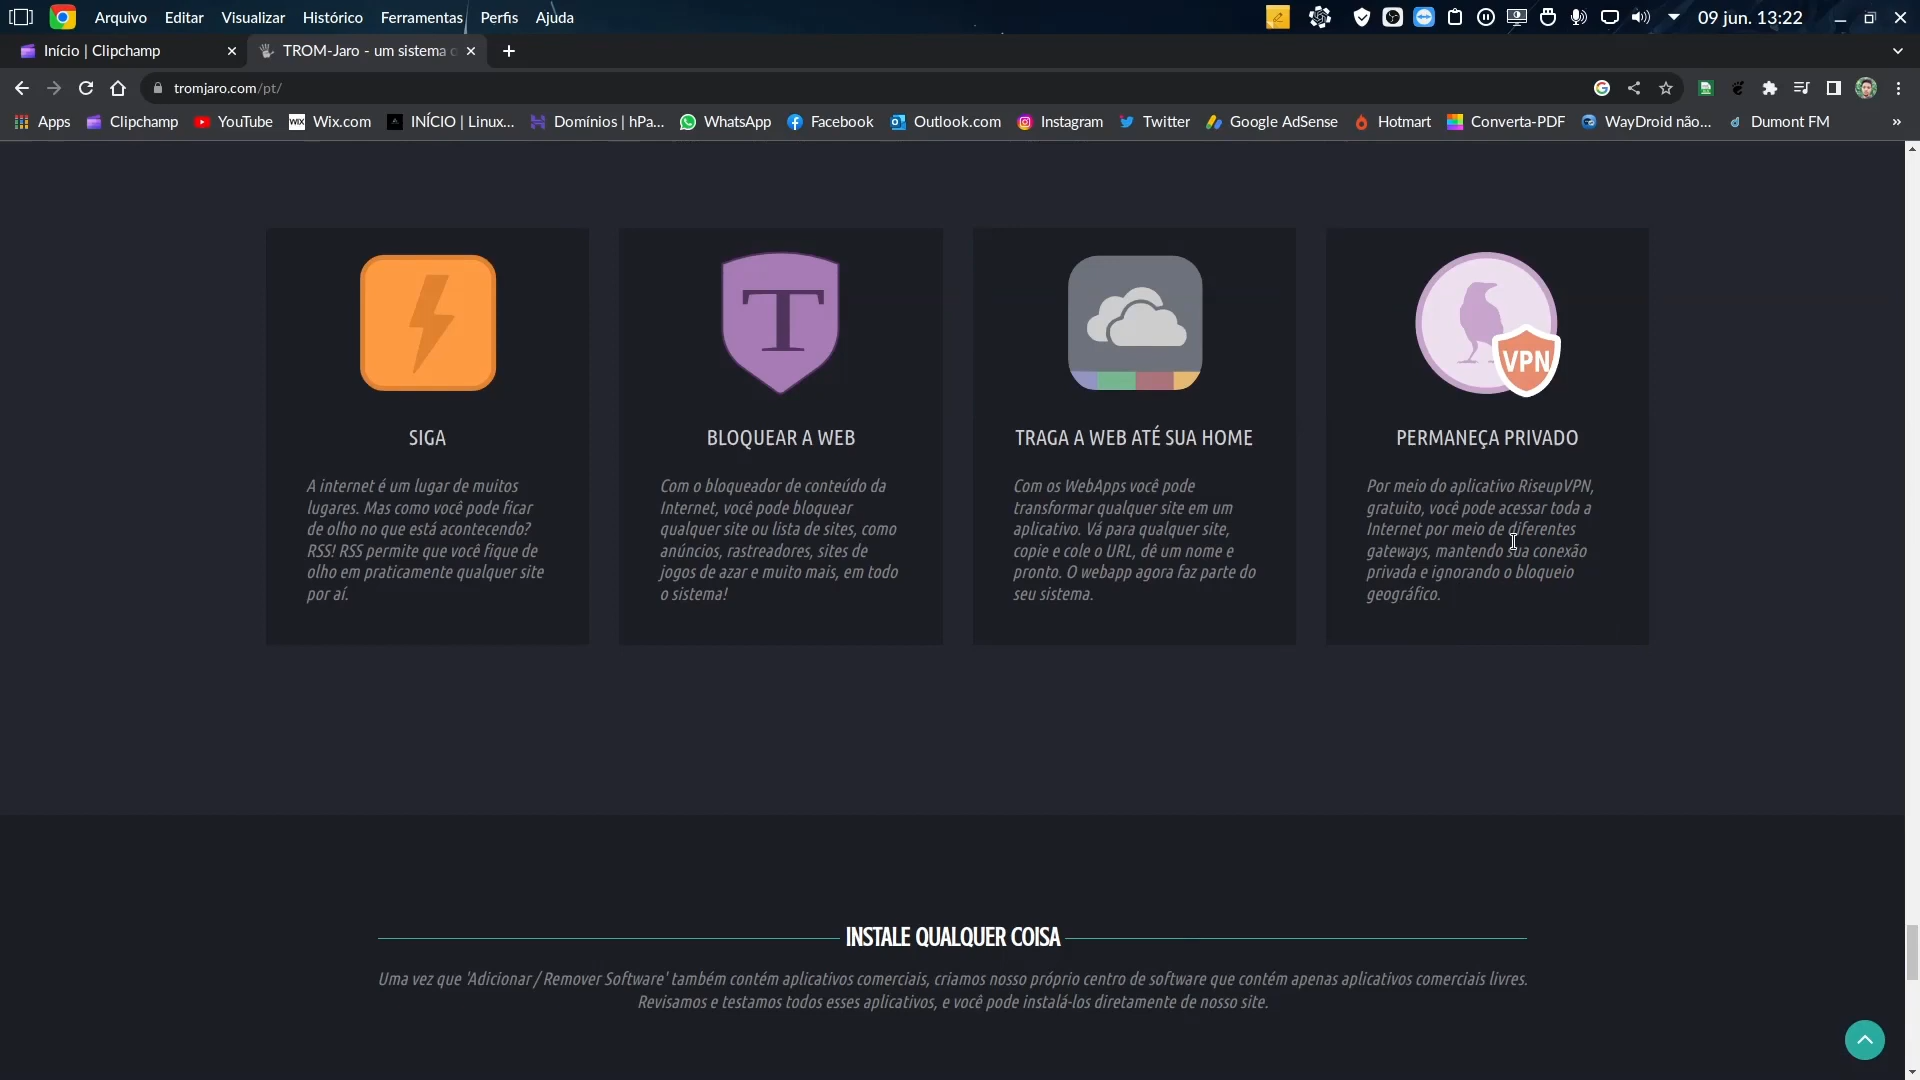 Arquivo Editar Visualizar Histórico Ferramentas Perfis Ajuda 09 jun. 13:22
Início | Clipchamp TROM-Jaro - um sistema
tromjaro.com/pt/
Apps Clipchamp YouTube WIX Wix.com INÍCIO | Linux... Domínios | hPa... WhatsApp Facebook Outlook.com Instagram Twitter Google AdSense Hotmart Converta-PDF WayDroid não... Dumont FM
T
VPN
SIGA
A internet é um lugar de muitos
lugares. Mas como você pode ficar
de olho no que está acontecendo?
RSS! RSS permite que você fique de
olho em praticamente qualquer site
por aí.
BLOQUEAR A WEB
Com o bloqueador de conteúdo da
Internet, você pode bloquear
qualquer site ou lista de sites, como
anúncios, rastreadores, sites de
jogos de azar e muito mais, em todo
o sistema!
TRAGA A WEB ATÉ SUA HOME
Com os WebApps você pode
transformar qualquer site em um
aplicativo. Vá para qualquer site,
copie e cole o URL, dê um nome e
pronto. O webapp agora faz parte do
seu sistema.
PERMANEÇA PRIVADO
Por meio do aplicativo RiseupVPN,
gratuito, você pode acessar toda a
Internet por meio de diferentes
gateways, mantendo sua conexão
privada e ignorando o bloqueio
geográfico.
INSTALE QUALQUER COISA
Uma vez que 'Adicionar / Remover Software' também contém aplicativos comerciais, criamos nosso próprio centro de software que contém apenas aplicativos comerciais livres.
Revisamos e testamos todos esses aplicativos, e você pode instalá-los diretamente de nosso site.